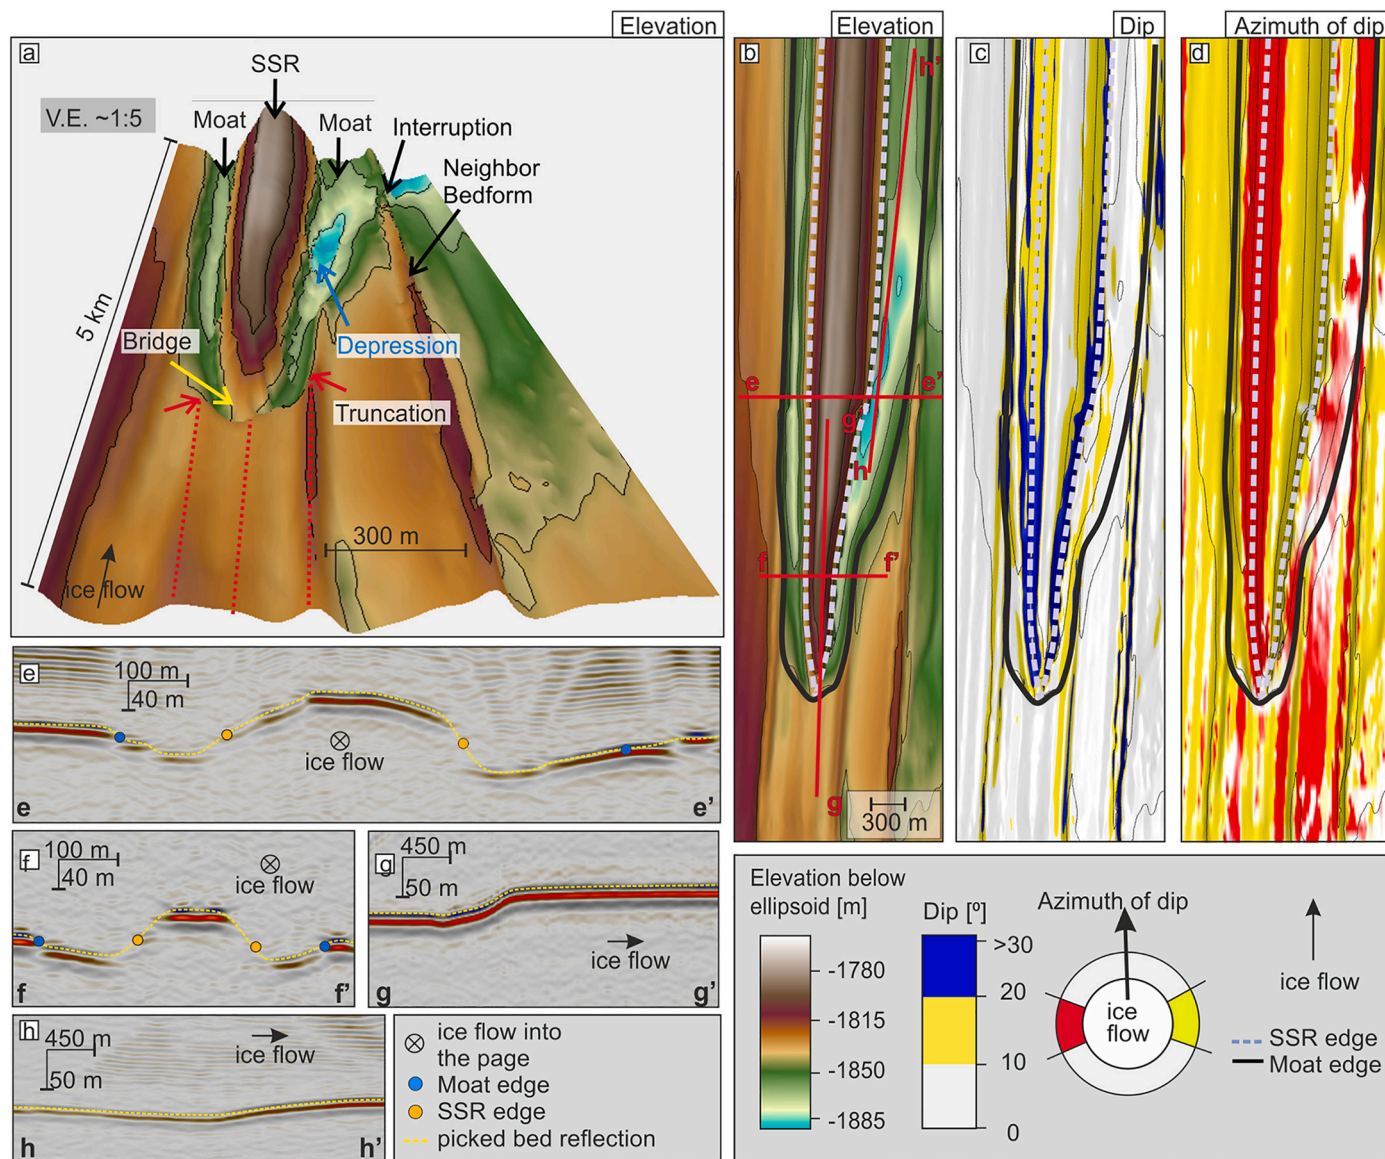 Elevation
Elevation
Dip
Azimuth of dip
a
SSR
V.E. ~1:5
Moat
Moat
Interruption
Neighbor
Bedform
5 km
Bridge
Depression
Truncation
300 m
ice flow
b
h'
e
e'
g'
h
f
f'
g
300 m
c
d
e
100 m
40 m
ice flow
e
e'
f
100 m
40 m
ice flow
f
f'
g
450 m
50 m
ice flow
g
g'
h
450 m
50 m
ice flow
h
h'
ice flow into
the page
Moat edge
SSR edge
picked bed reflection
Elevation below
ellipsoid [m]
-1780
-1815
-1850
-1885
Dip [º]
>30
20
10
0
Azimuth of dip
ice
flow
ice flow
SSR edge
Moat edge